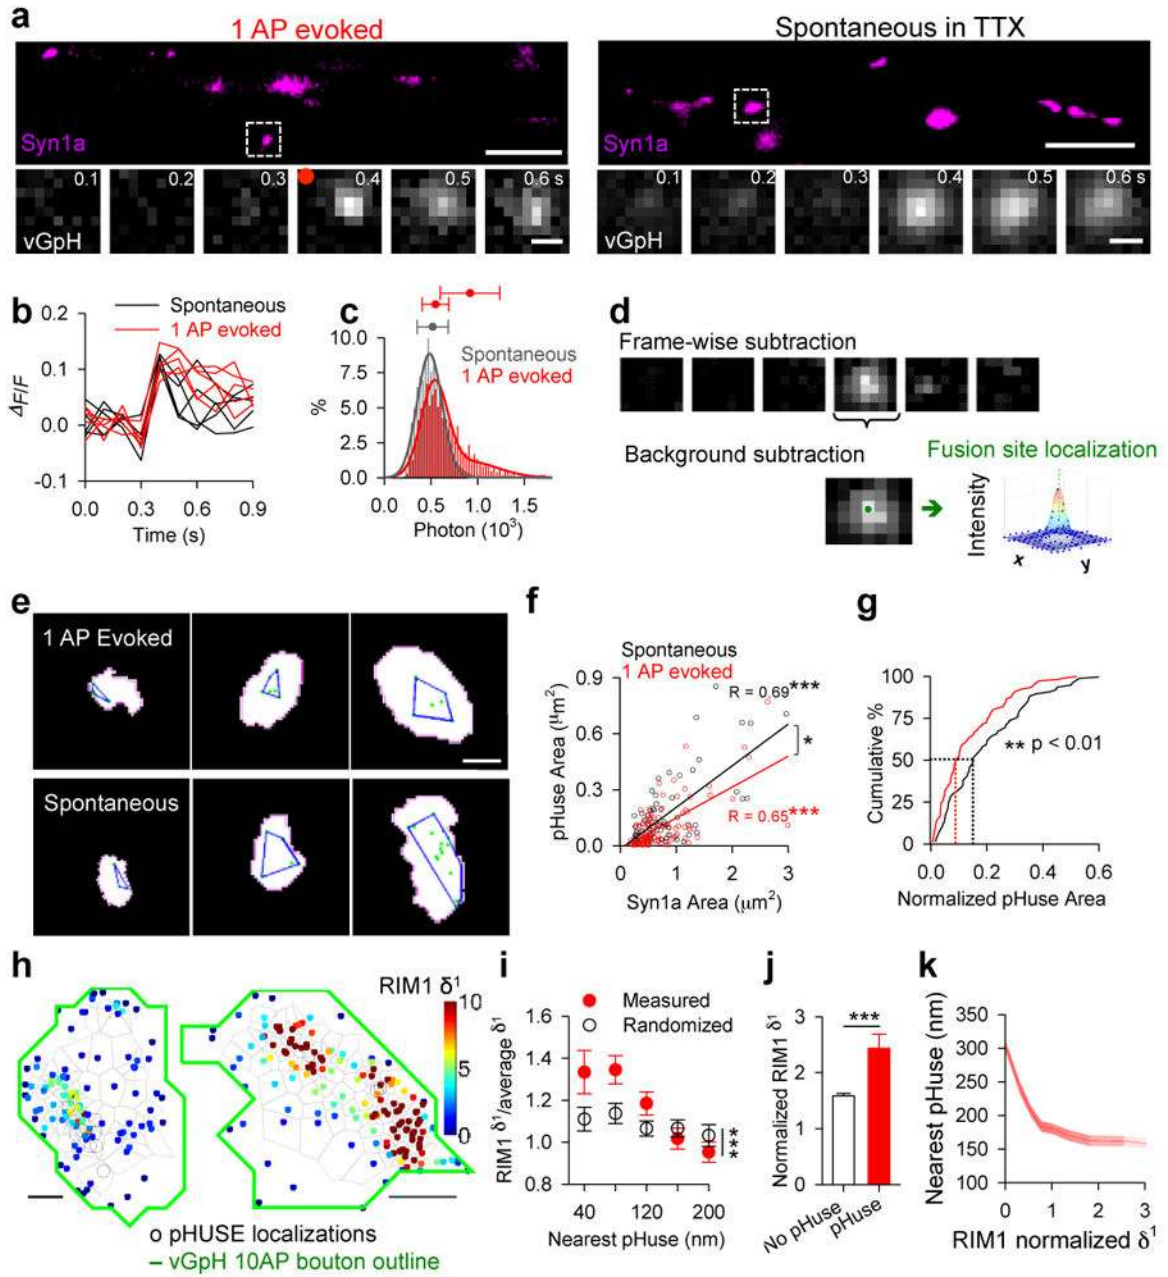 a
1 AP evoked
Spontaneous in TTX
Syn1a
Syn1a
0.1 0.2 0.3 0.4 0.5 0.6 s
vGpH
0.1 0.2 0.3 0.4 0.5 0.6 s
vGpH
b
0.2
0.1
0.0
-0.1
ΔF/F
Spontaneous
1 AP evoked
0.0 0.3 0.6 0.9
Time (s)
c
10.0
7.5
5.0
2.5
0.0
%
Spontaneous
1 AP evoked
0.0 0.5 1.0 1.5
Photon (10³)
d
Frame-wise subtraction
Background subtraction
Fusion site localization
Intensity
x
y
e
1 AP Evoked
Spontaneous
f
Spontaneous
1 AP evoked
0.9
0.6
0.3
0.0
pHuse Area (μm²)
R = 0.69***
*
R = 0.65***
0 1 2 3
Syn1a Area (μm²)
g
100
75
50
25
0
Cumulative %
** p < 0.01
0.0 0.2 0.4 0.6
Normalized pHuse Area
h
RIM1 δ¹
10
5
0
o pHUSE localizations
– vGpH 10AP bouton outline
i
Measured
Randomized
1.6
1.4
1.2
1.0
0.8
RIM1 δ¹/average δ¹
***
40 120 200
80 160
Nearest pHuse (nm)
j
***
3
2
1
0
Normalized RIM1 δ¹
No pHuse
pHuse
k
350
300
250
200
150
100
Nearest pHuse (nm)
0 1 2 3
RIM1 normalized δ¹